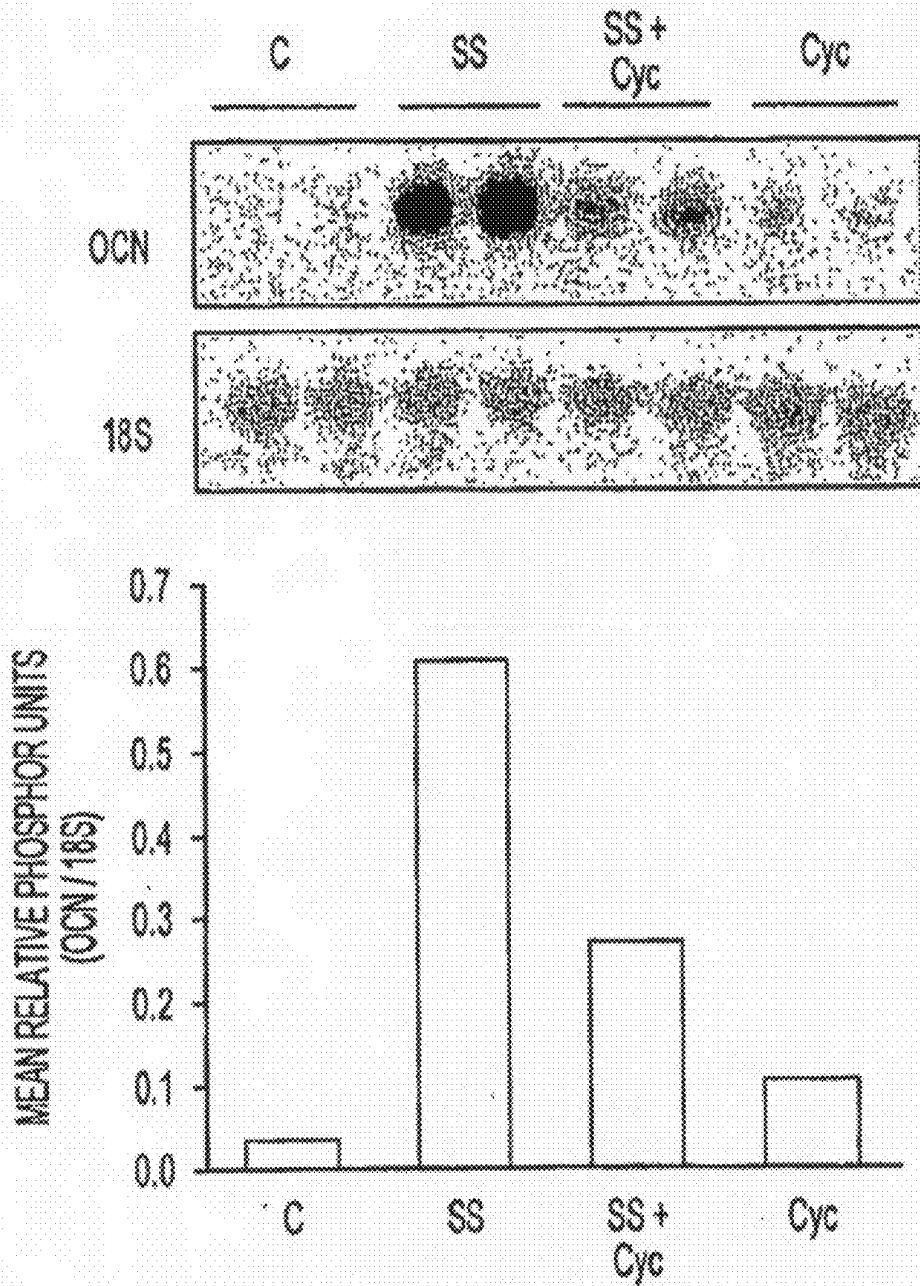 C
SS
SS +
Cyc
Cyc
OCN
18S
MEAN RELATIVE PHOSPHOR UNITS
(OCN / 18S)
0.7
0.6
0.5
0.4
0.3
0.2
0.1
0.0
C
SS
SS +
Cyc
Cyc